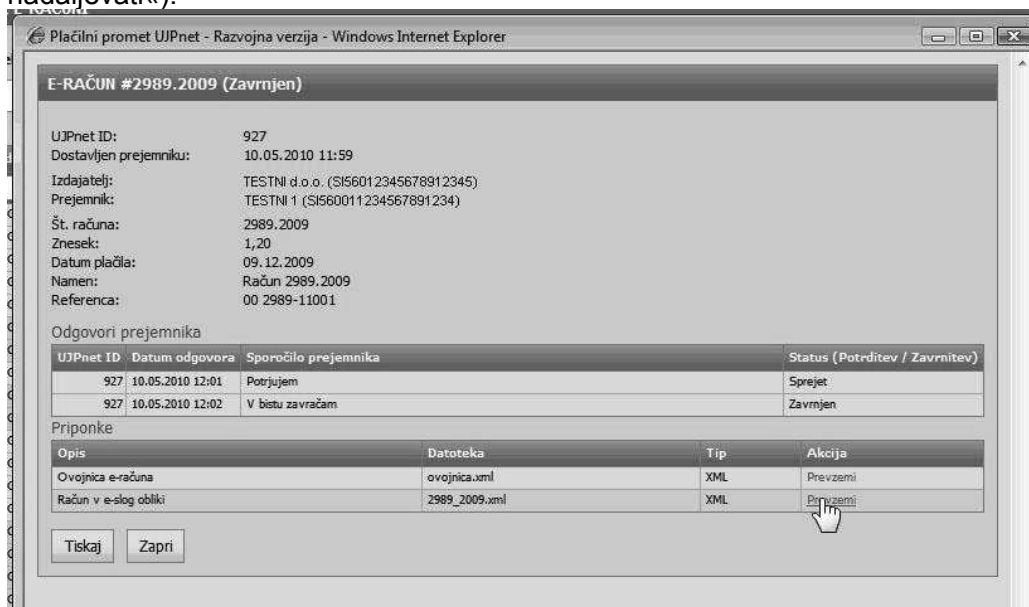 Plačilni promet UJPnet - Razvojna verzija - Windows Internet Explorer
E-RAČUN #2989.2009 (Zavrnjen)
UJPnet ID: 927
Dostavljen prejemniku: 10.05.2010 11:59
Izdajatelj: TESTNI d.o.o. (SI56012345678912345)
Prejemnik: TESTNI 1 (SI5600011234567891234)
Št. računa: 2989.2009
Znesek: 1,20
Datum plačila: 09.12.2009
Namen: Račun 2989.2009
Referenca: 00 2989-11001
Odgovori prejemnika
UJPnet ID Datum odgovora Sporočilo prejemnika Status (Potrditev / Zavrnitev)
927 10.05.2010 12:01 Potrjujem Sprejet
927 10.05.2010 12:02 V bistu zavračam Zavrnjen
Priponke
Opis Datoteka Tip Akcija
Ovojnica e-računa ovojnica.xml XML Prevzemi
Račun v e-slog obliki 2989_2009.xml XML Prevzemi
Tiskaj Zapri